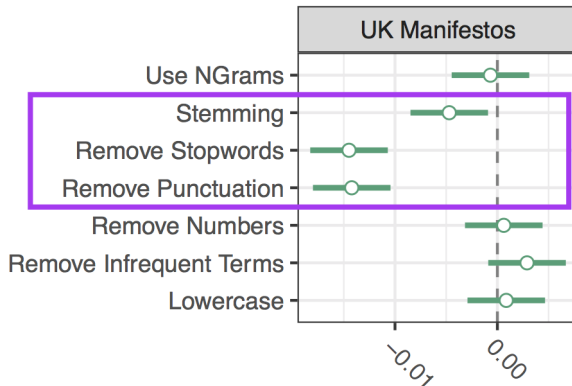 UK Manifestos
Use NGrams
Stemming
Remove Stopwords
Remove Punctuation
Remove Numbers
Remove Infrequent Terms
Lowercase
−0.01
0.00